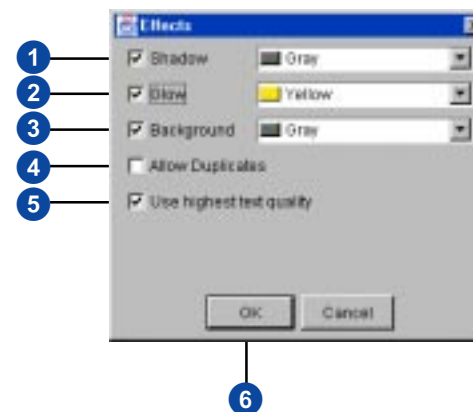 Effects
1 Shadow Gray
2 Glow Yellow
3 Background Gray
4 Allow Duplicates
5 Use highest text quality
OK Cancel
6